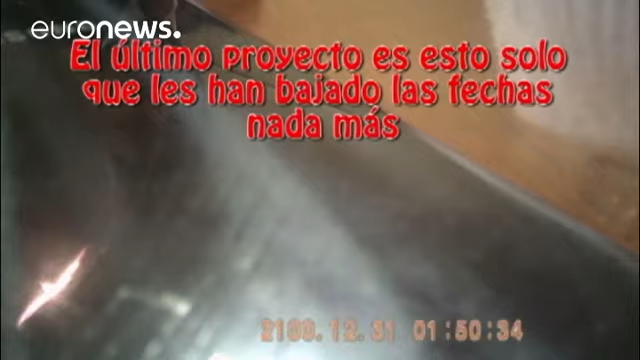 euronews.
El último proyecto es esto solo
que les han bajado las fechas
nada más
2100.12.31 01:50:34